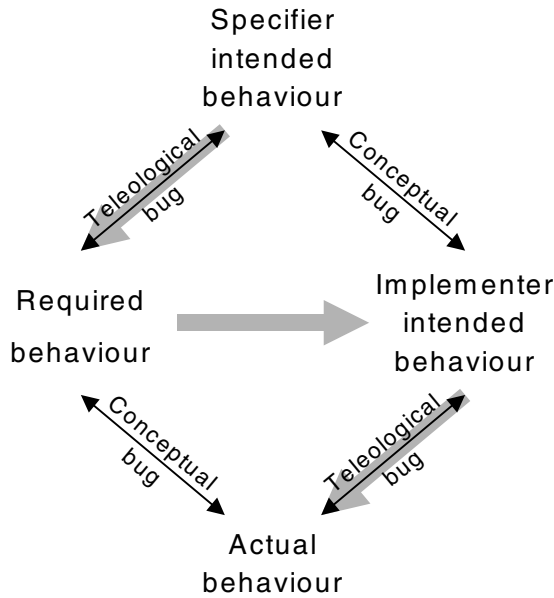 Specifier
intended
behaviour
Teleological
bug
Conceptual
bug
Required
behaviour
Implementer
intended
behaviour
Conceptual
bug
Teleological
bug
Actual
behaviour